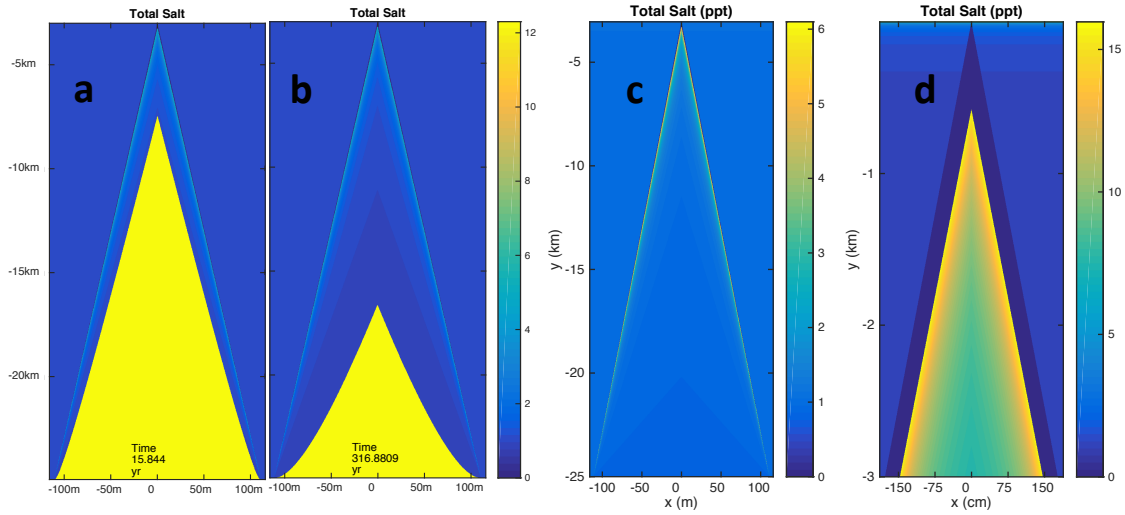 Total Salt
a
-5km
-10km
-15km
-20km
Time
15.844
yr
-100m
-50m
0
50m
100m
Total Salt
b
Time
316.8809
yr
-100m
-50m
0
50m
100m
12
10
8
6
4
2
0
Total Salt (ppt)
c
y (km)
-5
-10
-15
-20
-25
-100
-50
0
50
100
x (m)
6
5
4
3
2
1
0
Total Salt (ppt)
d
y (km)
-1
-2
-3
-150
-75
0
75
150
x (cm)
15
10
5
0